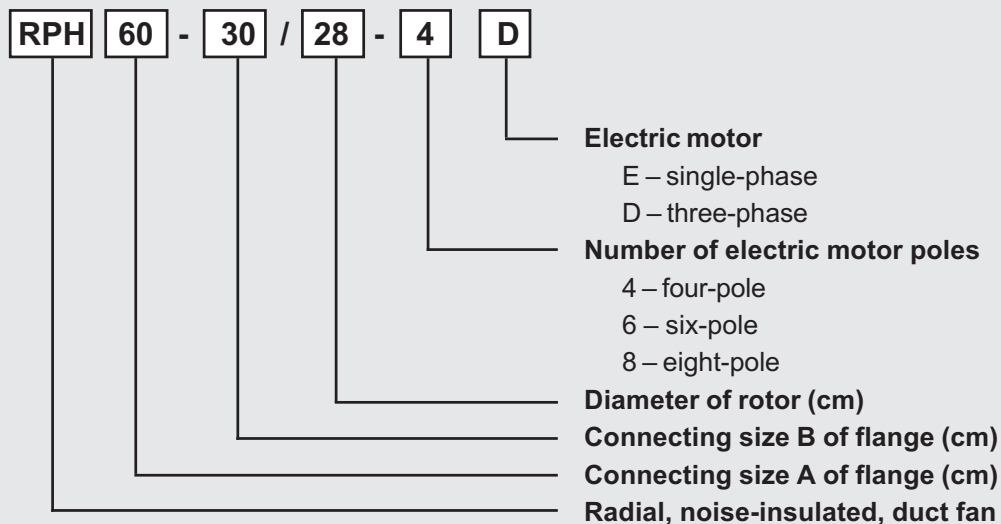 RPH 60 - 30 / 28 - 4 D
Electric motor
E – single-phase
D – three-phase
Number of electric motor poles
4 – four-pole
6 – six-pole
8 – eight-pole
Diameter of rotor (cm)
Connecting size B of flange (cm)
Connecting size A of flange (cm)
Radial, noise-insulated, duct fan